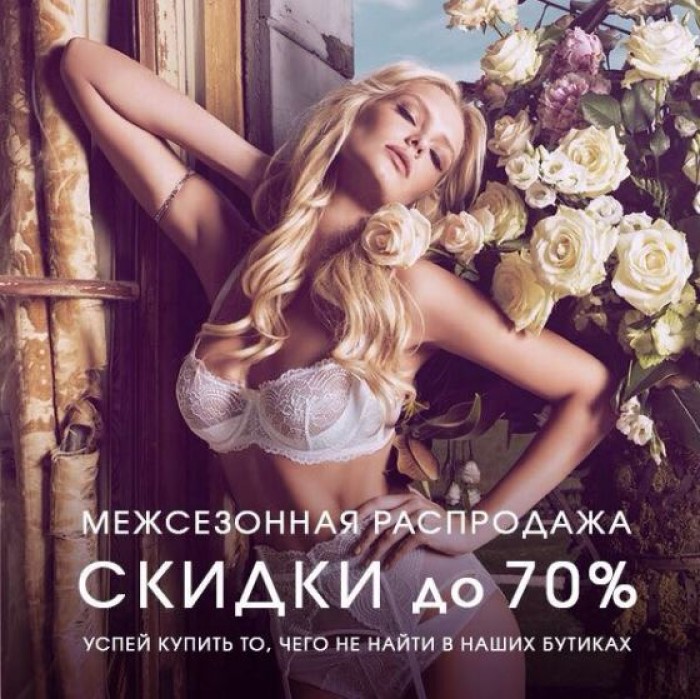 МЕЖСЕЗОННАЯ РАСПРОДАЖА
СКИДКИ до 70%
УСПЕЙ КУПИТЬ ТО, ЧЕГО НЕ НАЙТИ В НАШИХ БУТИКАХ